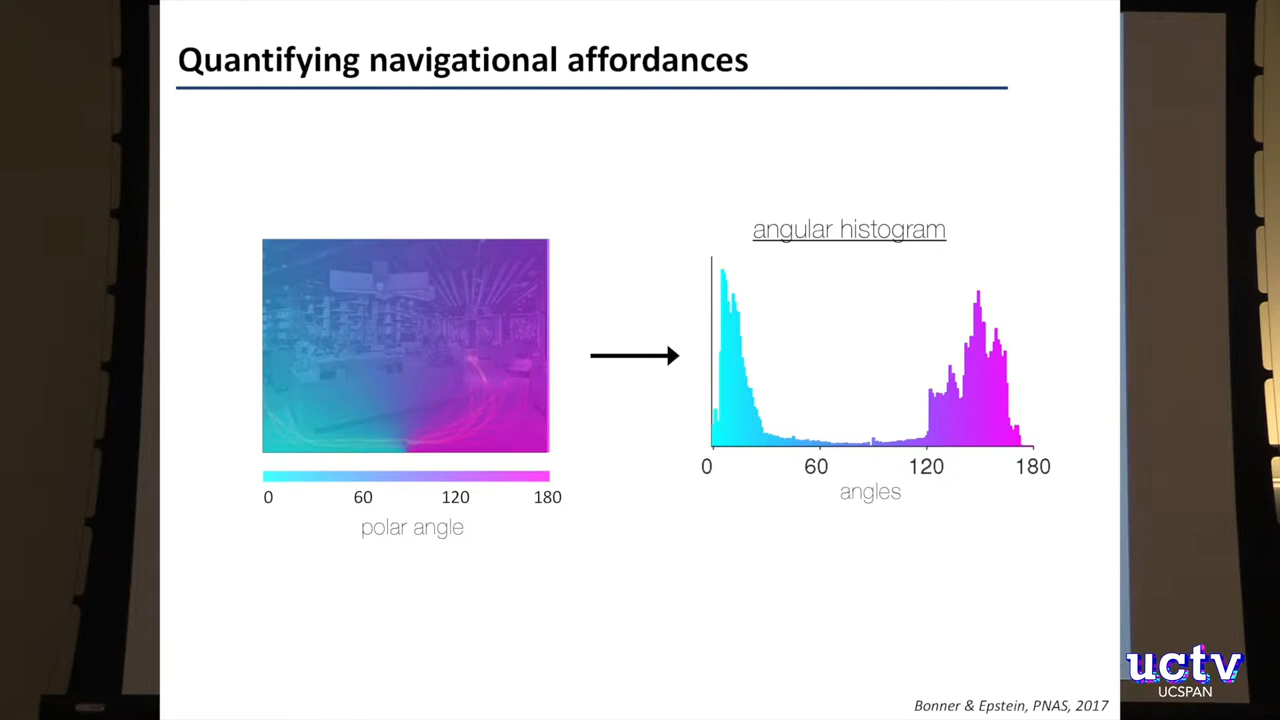 Quantifying navigational affordances
angular histogram
0 60 120 180
polar angle
0 60 120 180
angles
Bonner & Epstein, PNAS, 2017
uctv
UCSPAN